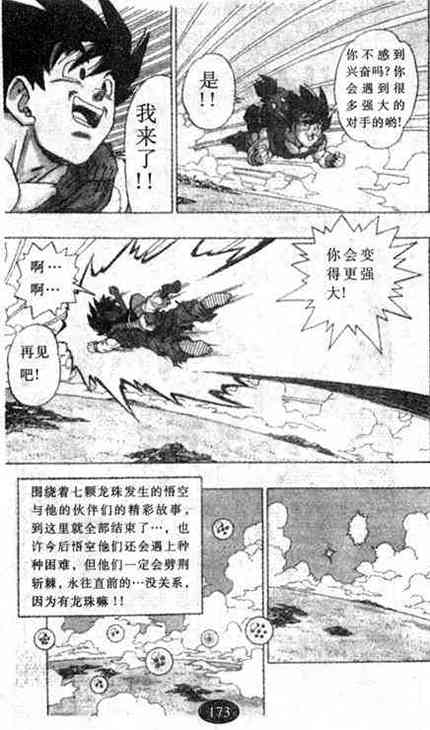 你不感到
兴奋吗?你
会遇到很
多强大的
对手的哟!
是!!
我来了!!
你会变
得更强
大!
啊…
啊…
再见
吧!
围绕着七颗龙珠发生的悟空
与他的伙伴们的精彩故事,
到这里就全部结束了…,也
许今后悟空他们还会遇上种
种困难,但他们一定会劈荆
斩棘,永往直前的…没关系,
因为有龙珠嘛!!
173